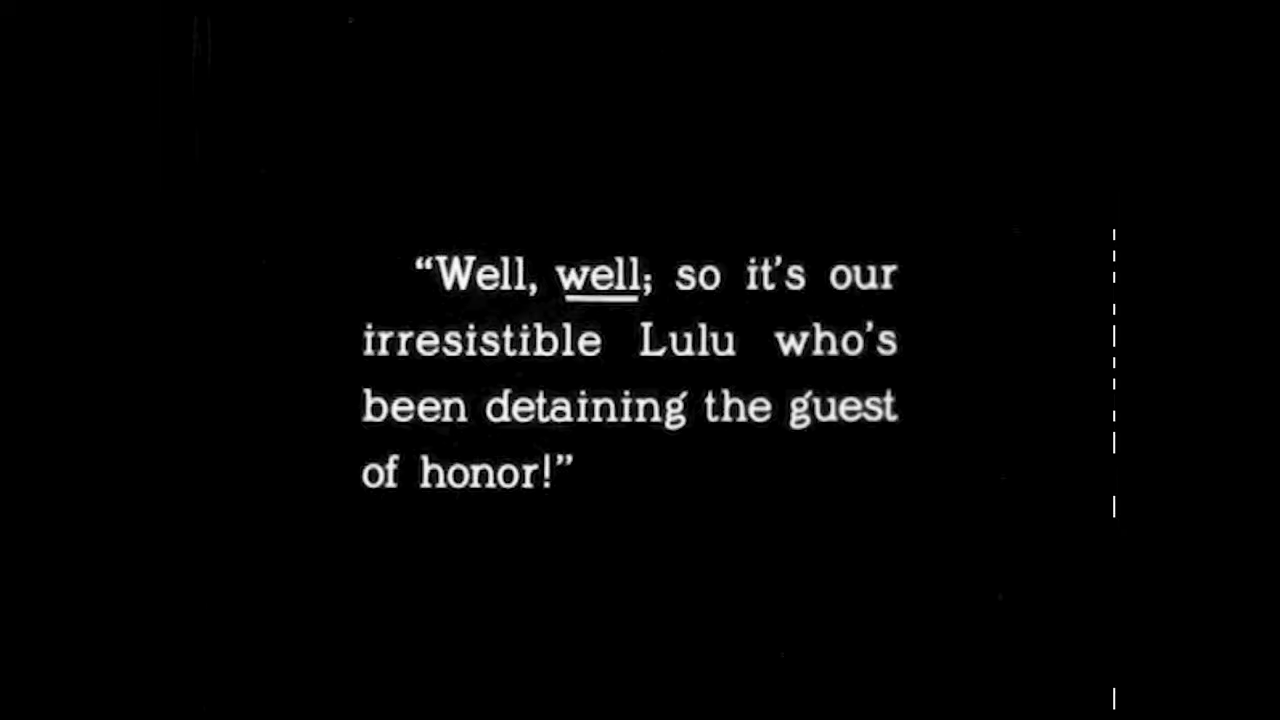 “Well, well; so it’s our
irresistible Lulu who’s
been detaining the guest
of honor!”